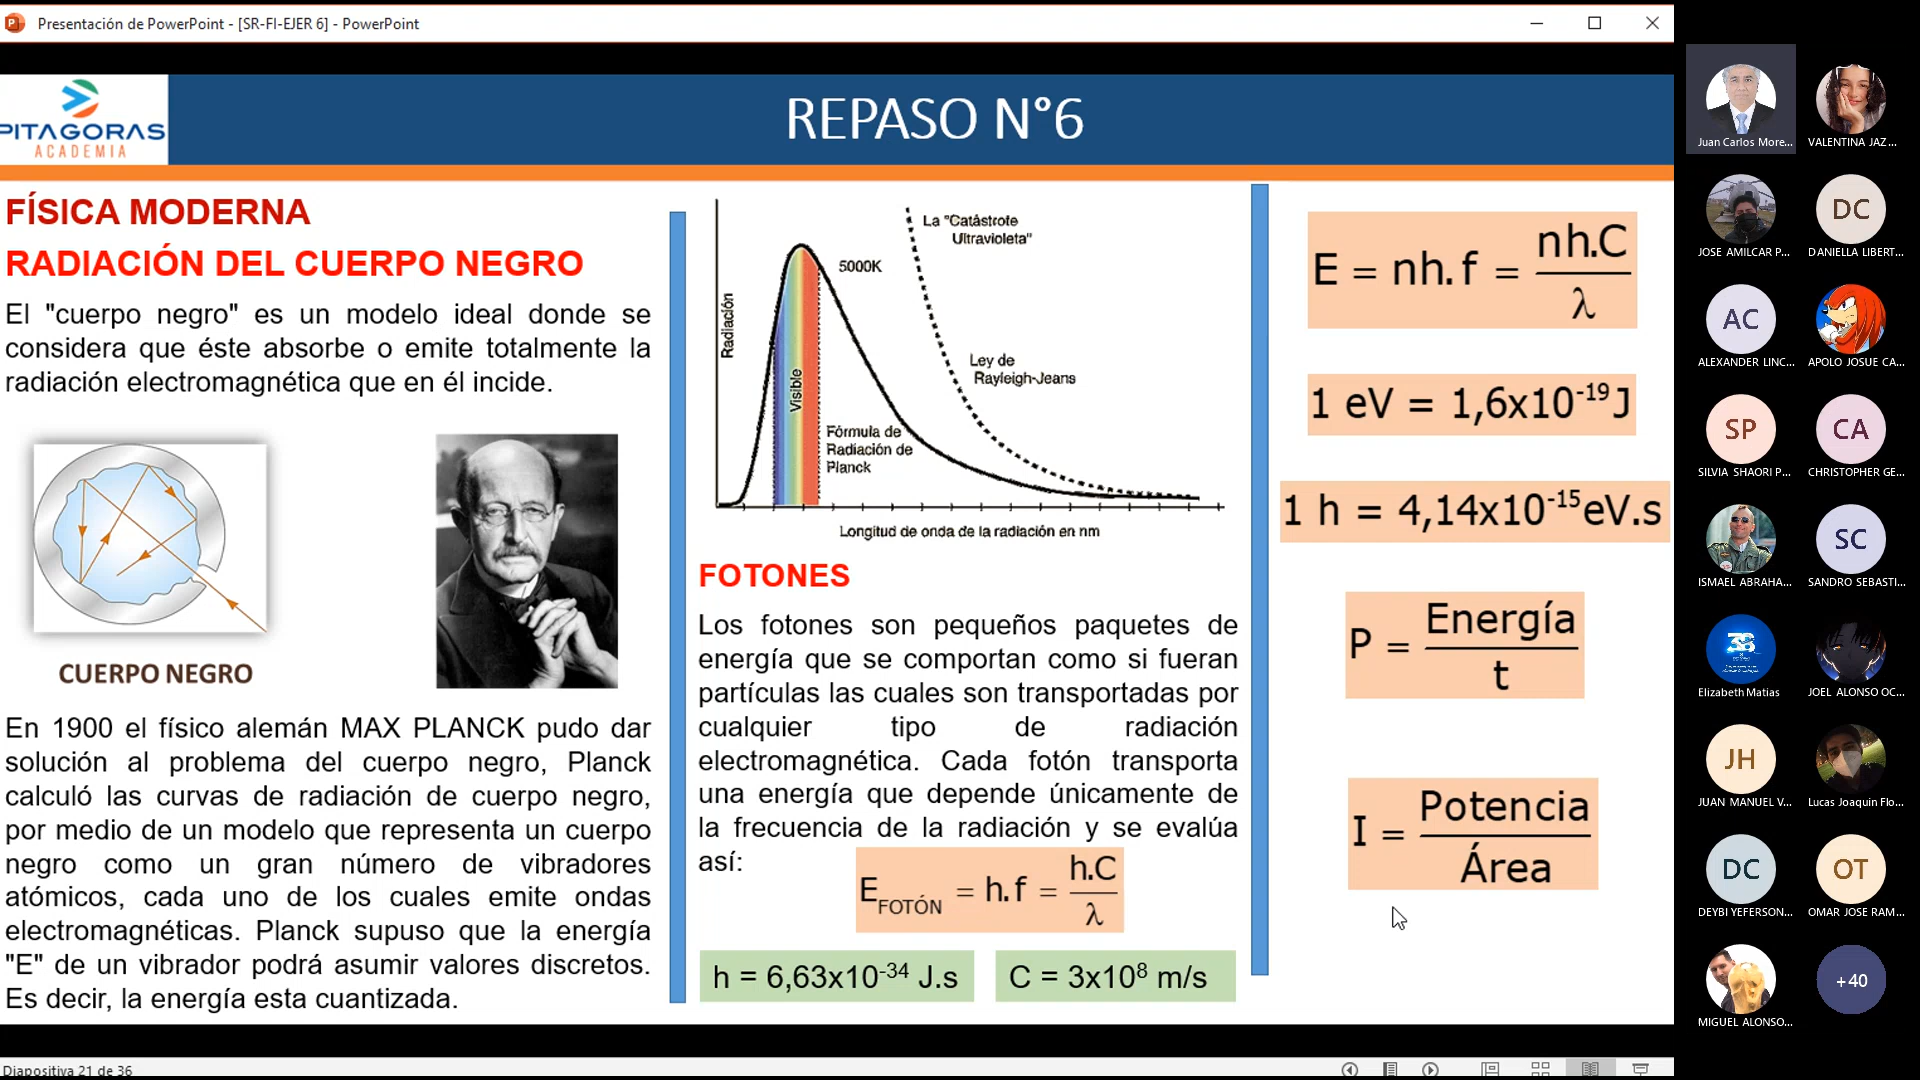 Presentación de PowerPoint - [SR-FI-EJER 6] - PowerPoint
PITAGORAS
ACADEMIA
REPASO N°6
FÍSICA MODERNA
RADIACIÓN DEL CUERPO NEGRO
El "cuerpo negro" es un modelo ideal donde se
considera que éste absorbe o emite totalmente la
radiación electromagnética que en él incide.
CUERPO NEGRO
En 1900 el físico alemán MAX PLANCK pudo dar
solución al problema del cuerpo negro, Planck
calculó las curvas de radiación de cuerpo negro,
por medio de un modelo que representa un cuerpo
negro como un gran número de vibradores
atómicos, cada uno de los cuales emite ondas
electromagnéticas. Planck supuso que la energía
"E" de un vibrador podrá asumir valores discretos.
Es decir, la energía esta cuantizada.
La "Catástrofe
Ultravioleta"
5000K
Radiación
Visible
Ley de
Rayleigh-Jeans
Fórmula de
Radiación de
Planck
Longitud de onda de la radiación en nm
FOTONES
Los fotones son pequeños paquetes de
energía que se comportan como si fueran
partículas las cuales son transportadas por
cualquier tipo de radiación
electromagnética. Cada fotón transporta
una energía que depende únicamente de
la frecuencia de la radiación y se evalúa
así:
E_FOTÓN = h.f = h.C/λ
h = 6,63x10⁻³⁴ J.s
C = 3x10⁸ m/s
E = nh.f = nh.C/λ
1 eV = 1,6x10⁻¹⁹J
1 h = 4,14x10⁻¹⁵eV.s
P = Energía/t
I = Potencia/Área
Diapositiva 21 de 36
Juan Carlos More...
VALENTINA JAZ...
JOSE AMILCAR P...
DC
DANIELLA LIBERT...
AC
ALEXANDER LINC...
APOLO JOSUE CA...
SP
SILVIA SHAORI P...
CA
CHRISTOPHER GE...
ISMAEL ABRAHA...
SC
SANDRO SEBASTI...
Elizabeth Matias
JOEL ALONSO OC...
JH
JUAN MANUEL V...
Lucas Joaquin Flo...
DC
DEYBI YEFERSON...
OT
OMAR JOSE RAM...
MIGUEL ALONSO...
+40